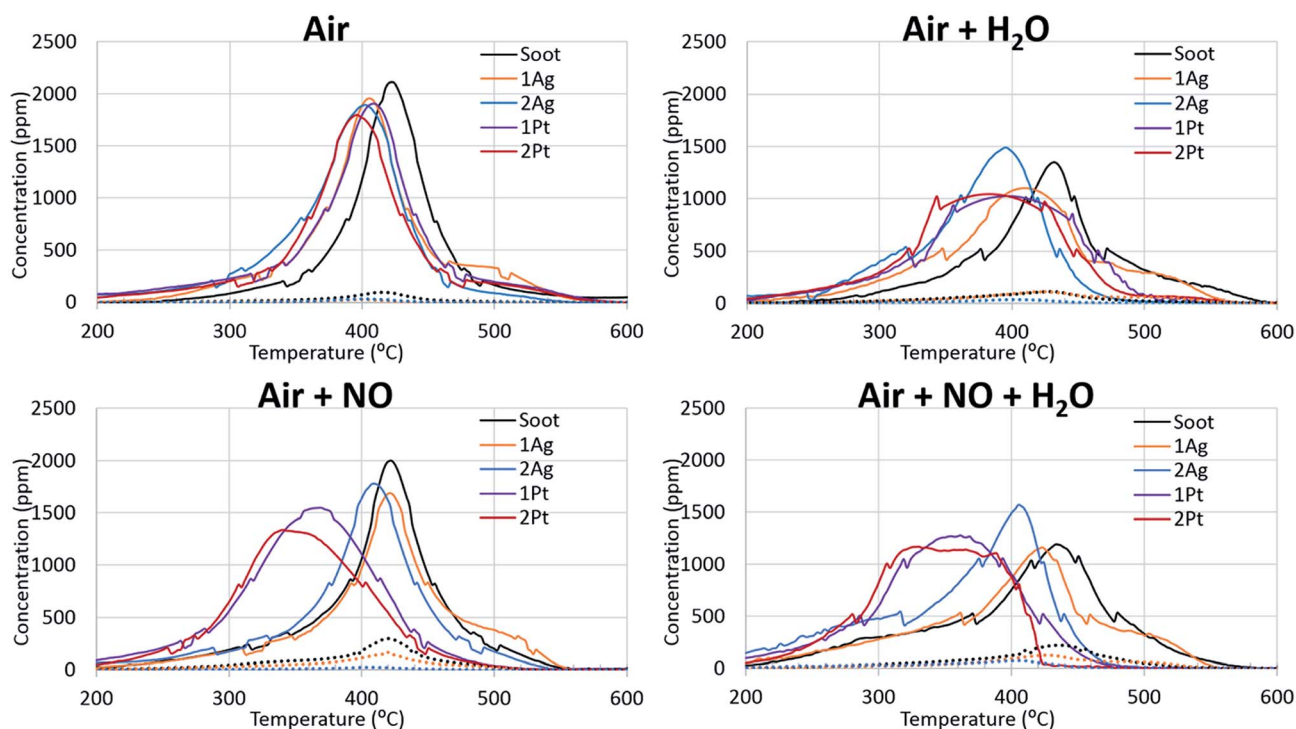 Air
2500
2000
1500
1000
500
0
Concentration (ppm)
Soot
1Ag
2Ag
1Pt
2Pt
200 300 400 500 600
Temperature (⁰C)
Air + H₂O
2500
2000
1500
1000
500
0
Concentration (ppm)
Soot
1Ag
2Ag
1Pt
2Pt
200 300 400 500 600
Temperature (⁰C)
Air + NO
2500
2000
1500
1000
500
0
Concentration (ppm)
Soot
1Ag
2Ag
1Pt
2Pt
200 300 400 500 600
Temperature (⁰C)
Air + NO + H₂O
2500
2000
1500
1000
500
0
Concentration (ppm)
Soot
1Ag
2Ag
1Pt
2Pt
200 300 400 500 600
Temperature (⁰C)